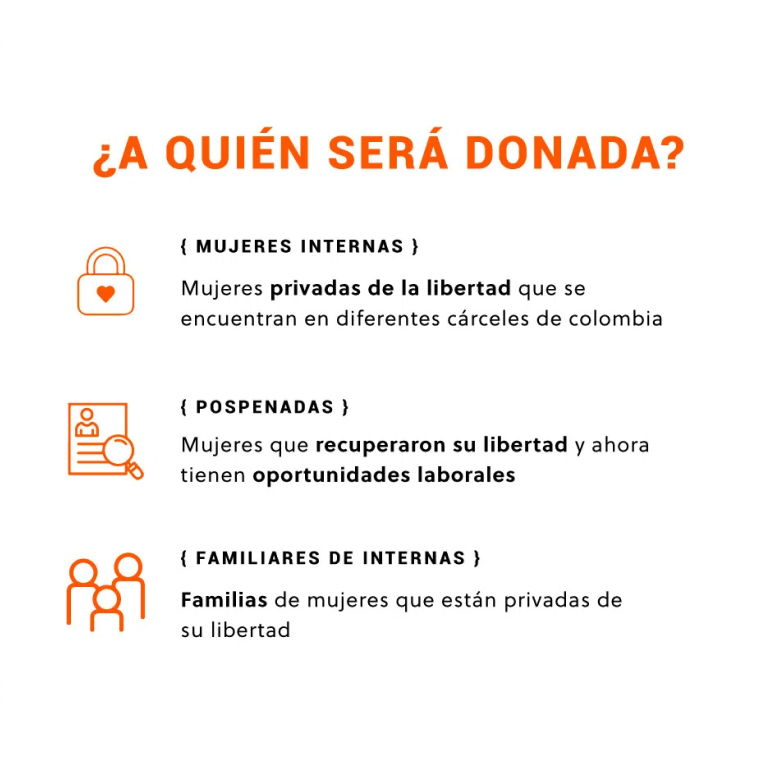 ¿A QUIÉN SERÁ DONADA?
{ MUJERES INTERNAS }
Mujeres privadas de la libertad que se
encuentran en diferentes cárceles de colombia
{ POSPENADAS }
Mujeres que recuperaron su libertad y ahora
tienen oportunidades laborales
{ FAMILIARES DE INTERNAS }
Familias de mujeres que están privadas de
su libertad